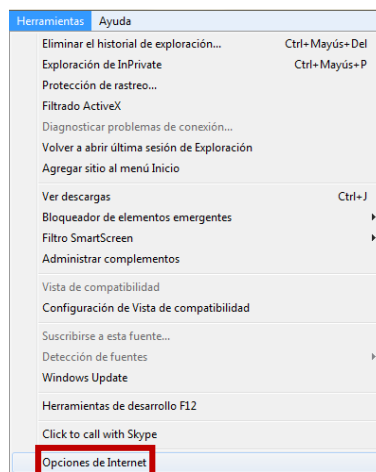 Herramientas Ayuda
Eliminar el historial de exploración... Ctrl+Mayús+Del
Exploración de InPrivate Ctrl+Mayús+P
Protección de rastreo...
Filtrado ActiveX
Diagnosticar problemas de conexión...
Volver a abrir última sesión de Exploración
Agregar sitio al menú Inicio
Ver descargas Ctrl+J
Bloqueador de elementos emergentes
Filtro SmartScreen
Administrar complementos
Vista de compatibilidad
Configuración de Vista de compatibilidad
Suscribirse a esta fuente...
Detección de fuentes
Windows Update
Herramientas de desarrollo F12
Click to call with Skype
Opciones de Internet